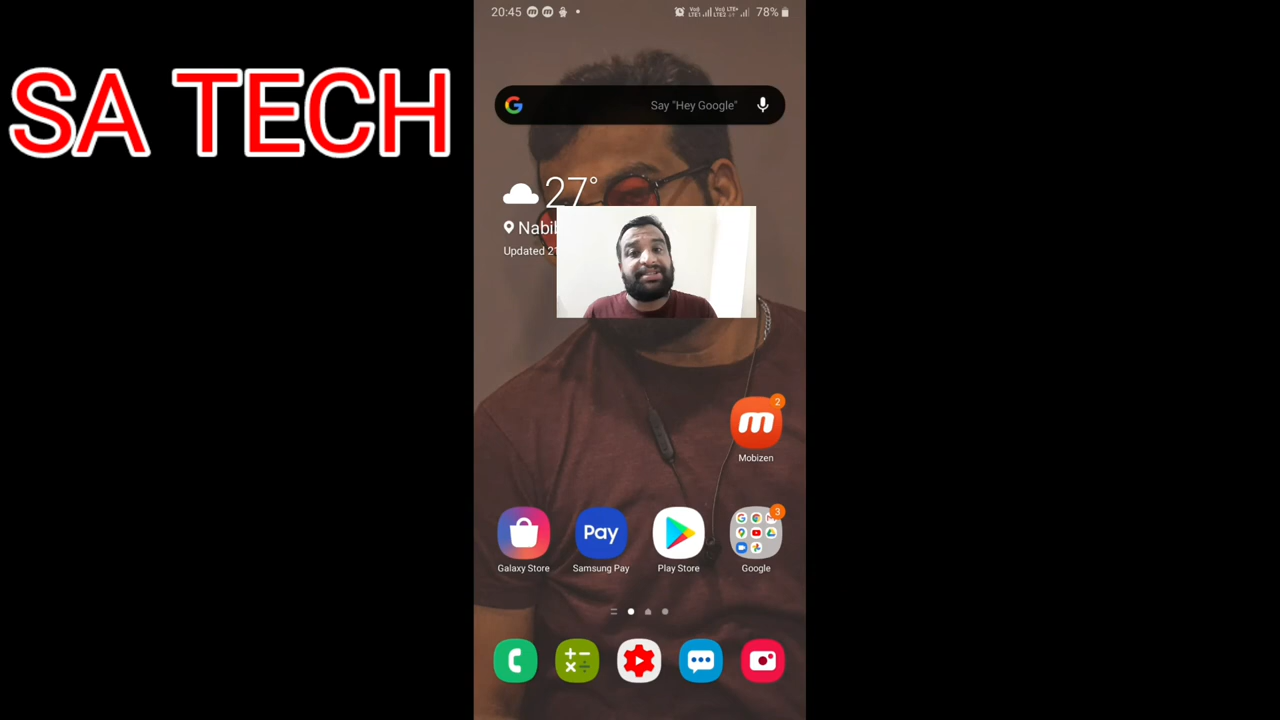 SA TECH
20:45
78%
Say "Hey Google"
27°
Updated
Mobizen
2
3
Pay
Galaxy Store
Samsung Pay
Play Store
Google